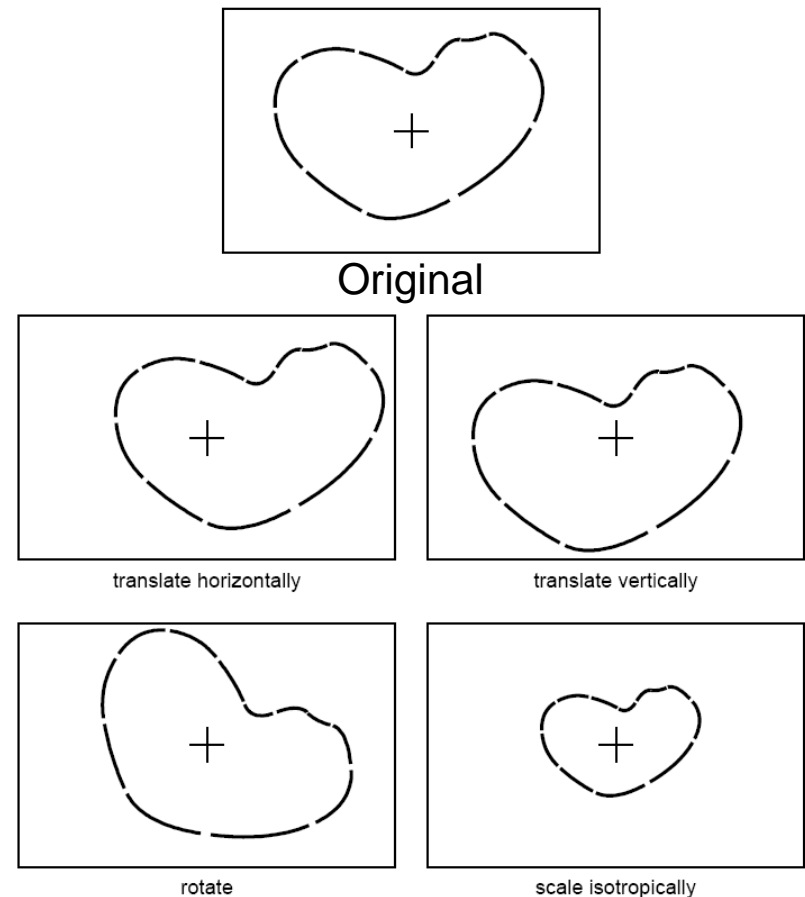 Original
translate horizontally
translate vertically
rotate
scale isotropically